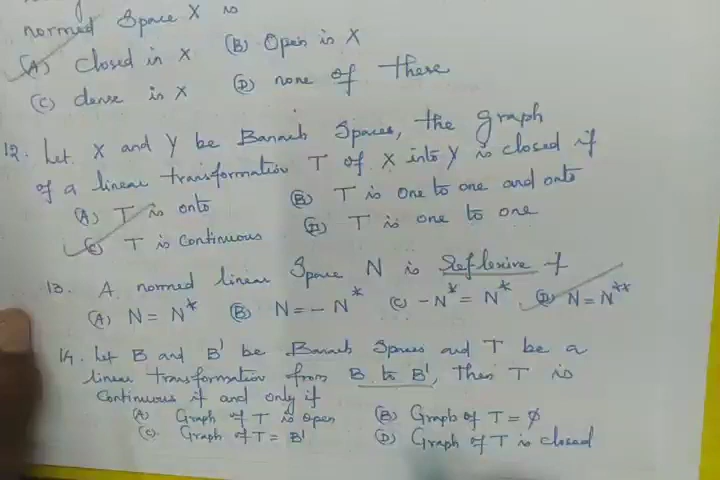 normed Space X is
(A) Closed in X (B) Open is X
(C) dense is X (D) none of these
12. Let X and Y be Banach Spaces, the graph
of a linear transformation T of X into Y is closed if
(A) T is onto (B) T is one to one and onto
(C) T is continuous (D) T is one to one
13. A normed linear Space N is Reflexive if
(A) N = N* (B) N = - N* (C) -N* = N* (D) N = N**
14. Let B and B' be Banach Spaces and T be a
linear transformation from B to B', then T is
Continuous if and only if
(A) Graph of T is open (B) Graph of T = ∅
(C) Graph of T = B' (D) Graph of T is closed